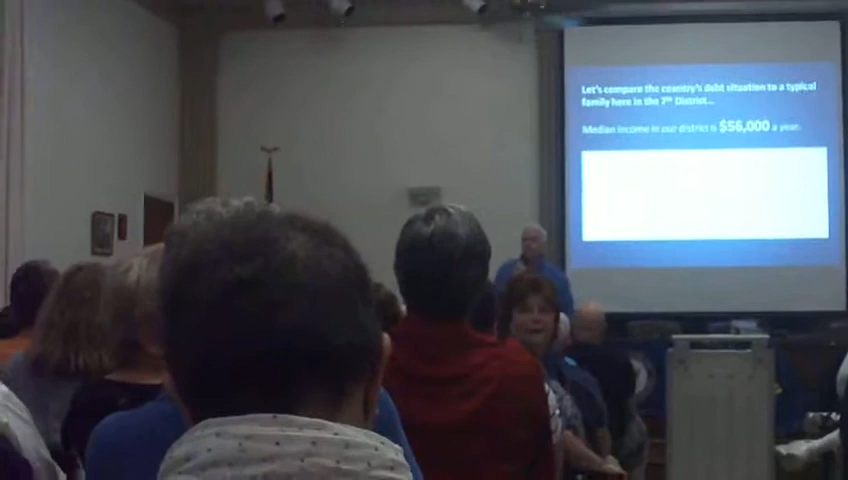 Let's compare the country's debt situation to a typical
family here in the 7th District...
Median income in our district is $56,000 a year.